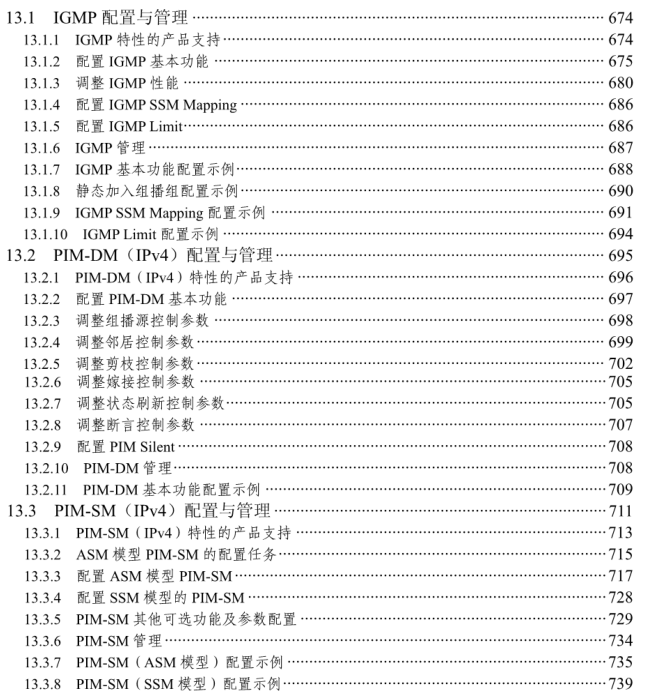 13.1 IGMP 配置与管理 674
13.1.1 IGMP 特性的产品支持 674
13.1.2 配置 IGMP 基本功能 675
13.1.3 调整 IGMP 性能 680
13.1.4 配置 IGMP SSM Mapping 686
13.1.5 配置 IGMP Limit 686
13.1.6 IGMP 管理 687
13.1.7 IGMP 基本功能配置示例 688
13.1.8 静态加入组播组配置示例 690
13.1.9 IGMP SSM Mapping 配置示例 691
13.1.10 IGMP Limit 配置示例 694
13.2 PIM-DM（IPv4）配置与管理 695
13.2.1 PIM-DM（IPv4）特性的产品支持 696
13.2.2 配置 PIM-DM 基本功能 697
13.2.3 调整组播源控制参数 698
13.2.4 调整邻居控制参数 699
13.2.5 调整剪枝控制参数 702
13.2.6 调整嫁接控制参数 705
13.2.7 调整状态刷新控制参数 705
13.2.8 调整断言控制参数 707
13.2.9 配置 PIM Silent 708
13.2.10 PIM-DM 管理 708
13.2.11 PIM-DM 基本功能配置示例 709
13.3 PIM-SM（IPv4）配置与管理 711
13.3.1 PIM-SM（IPv4）特性的产品支持 713
13.3.2 ASM 模型 PIM-SM 的配置任务 715
13.3.3 配置 ASM 模型 PIM-SM 717
13.3.4 配置 SSM 模型的 PIM-SM 728
13.3.5 PIM-SM 其他可选功能及参数配置 729
13.3.6 PIM-SM 管理 734
13.3.7 PIM-SM（ASM 模型）配置示例 735
13.3.8 PIM-SM（SSM 模型）配置示例 739